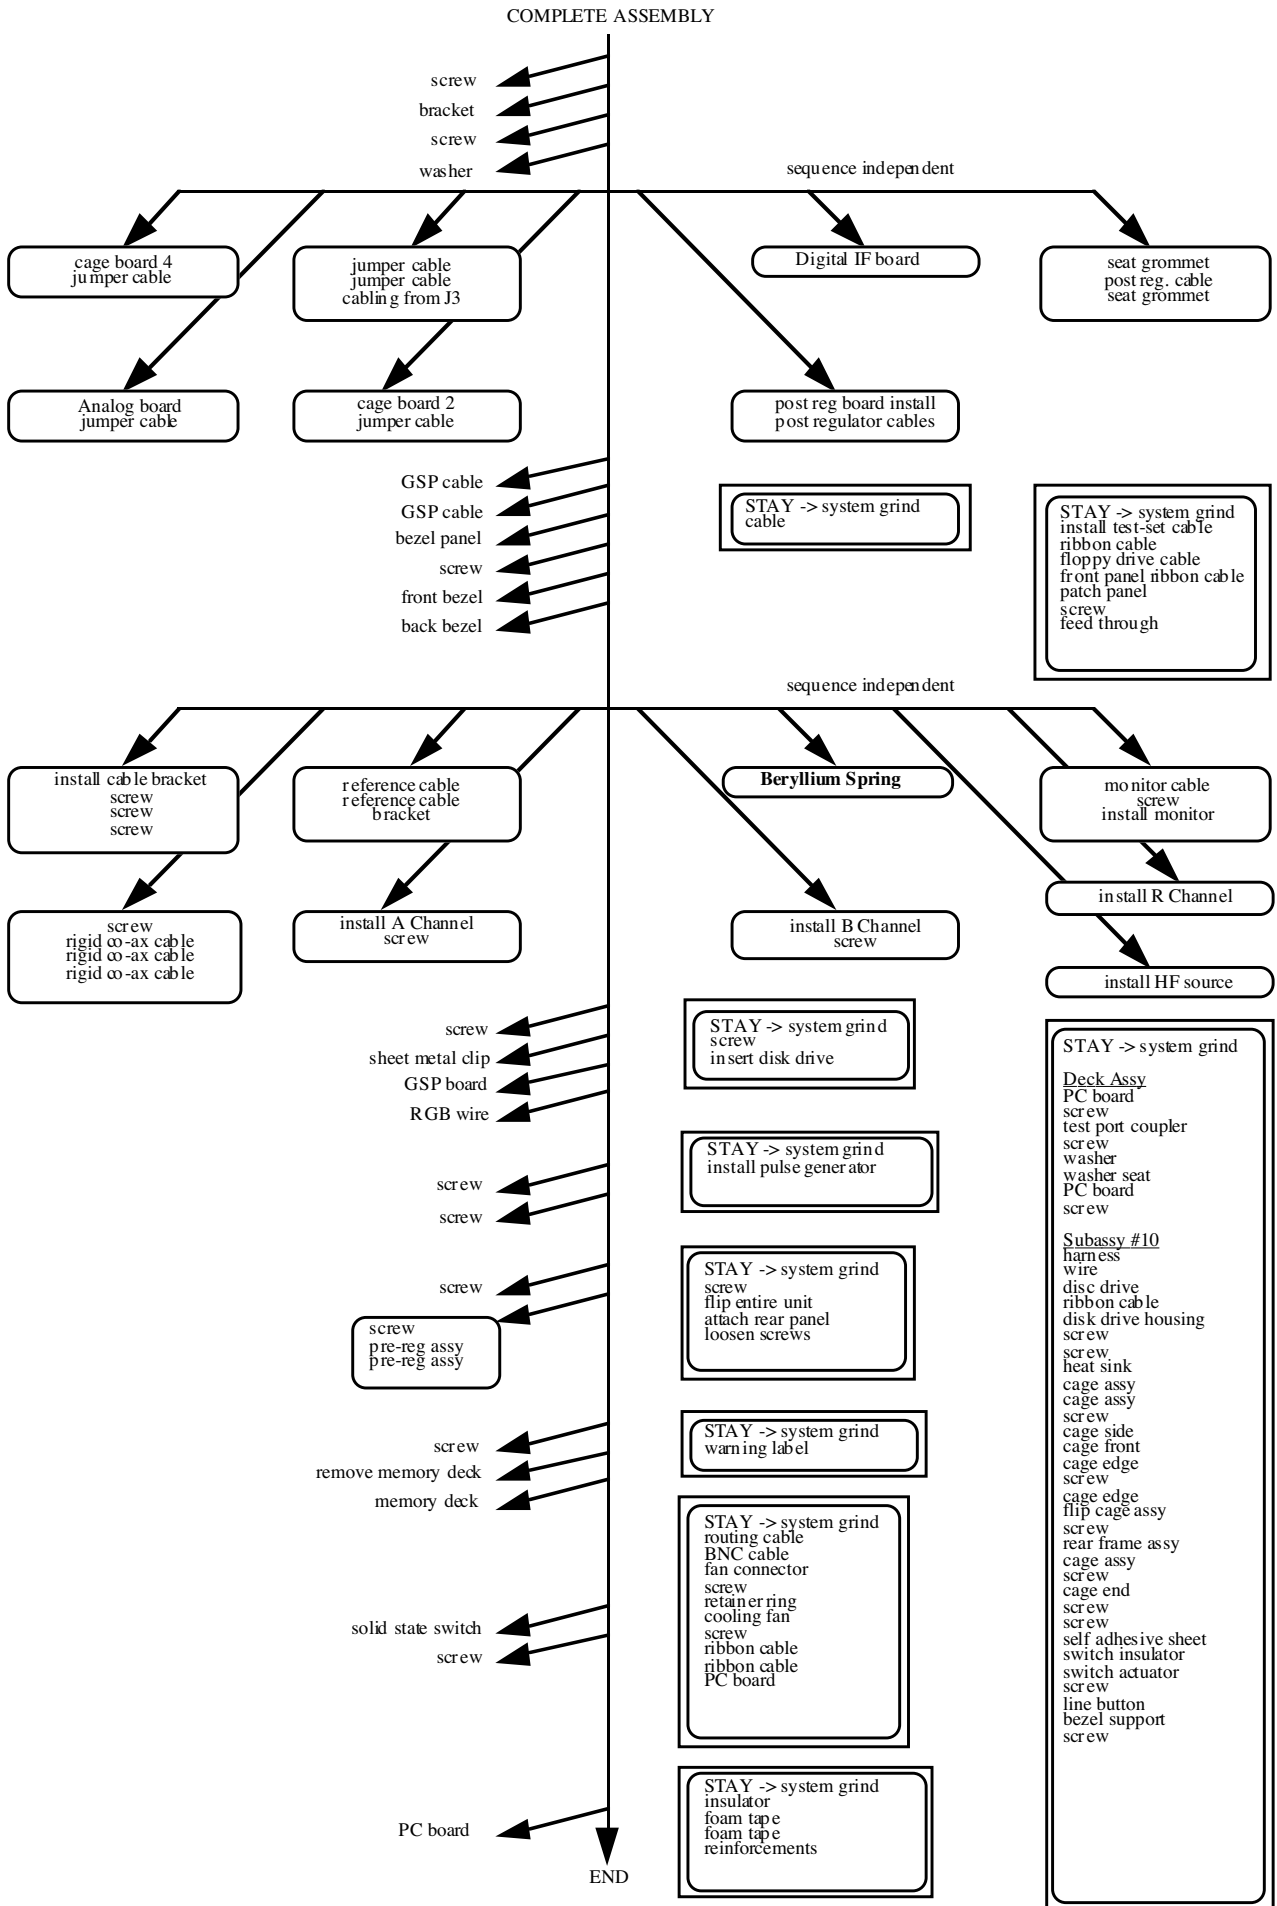 COMPLETE ASSEMBLY
screw
bracket
screw
washer
sequence independent
cage board 4
jumper cable
jumper cable
jumper cable
cabling from J3
Digital IF board
seat grommet
post reg. cable
seat grommet
Analog board
jumper cable
cage board 2
jumper cable
post reg board install
post regulator cables
GSP cable
GSP cable
bezel panel
screw
front bezel
back bezel
STAY -> system grind
cable
STAY -> system grind
install test-set cable
ribbon cable
floppy drive cable
front panel ribbon cable
patch panel
screw
feed through
sequence independent
install cable bracket
screw
screw
screw
reference cable
reference cable
bracket
Beryllium Spring
monitor cable
screw
install monitor
install R Channel
screw
rigid co-ax cable
rigid co-ax cable
rigid co-ax cable
install A Channel
screw
install B Channel
screw
install HF source
screw
sheet metal clip
GSP board
RGB wire
STAY -> system grind
screw
insert disk drive
screw
screw
STAY -> system grind
install pulse generator
screw
screw
pre-reg assy
pre-reg assy
STAY -> system grind
screw
flip entire unit
attach rear panel
loosen screws
screw
remove memory deck
memory deck
STAY -> system grind
warning label
STAY -> system grind
routing cable
BNC cable
fan connector
screw
retainer ring
cooling fan
screw
ribbon cable
ribbon cable
PC board
solid state switch
screw
STAY -> system grind
insulator
foam tape
foam tape
reinforcements
PC board
END
STAY -> system grind
Deck Assy
PC board
screw
test port coupler
screw
washer
washer seat
PC board
screw
Subassy #10
harness
wire
disc drive
ribbon cable
disk drive housing
screw
screw
heat sink
cage assy
cage assy
screw
cage side
cage front
cage edge
screw
cage edge
flip cage assy
screw
rear frame assy
cage assy
screw
cage end
screw
screw
self adhesive sheet
switch insulator
switch actuator
screw
line button
bezel support
screw